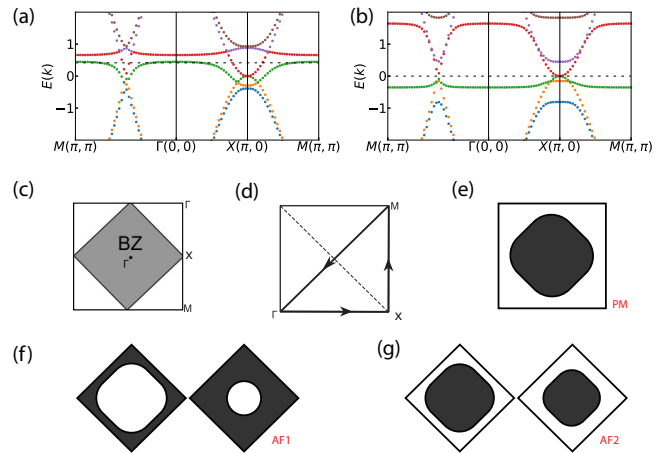 (a)
(b)
E(k)
1
0
−1
M(π, π)
Γ(0, 0)
X(π, 0)
M(π, π)
E(k)
1
0
−1
M(π, π)
Γ(0, 0)
X(π, 0)
M(π, π)
(c)
Γ
BZ
Γ
X
M
(d)
M
Γ
X
(e)
PM
(f)
AF1
(g)
AF2